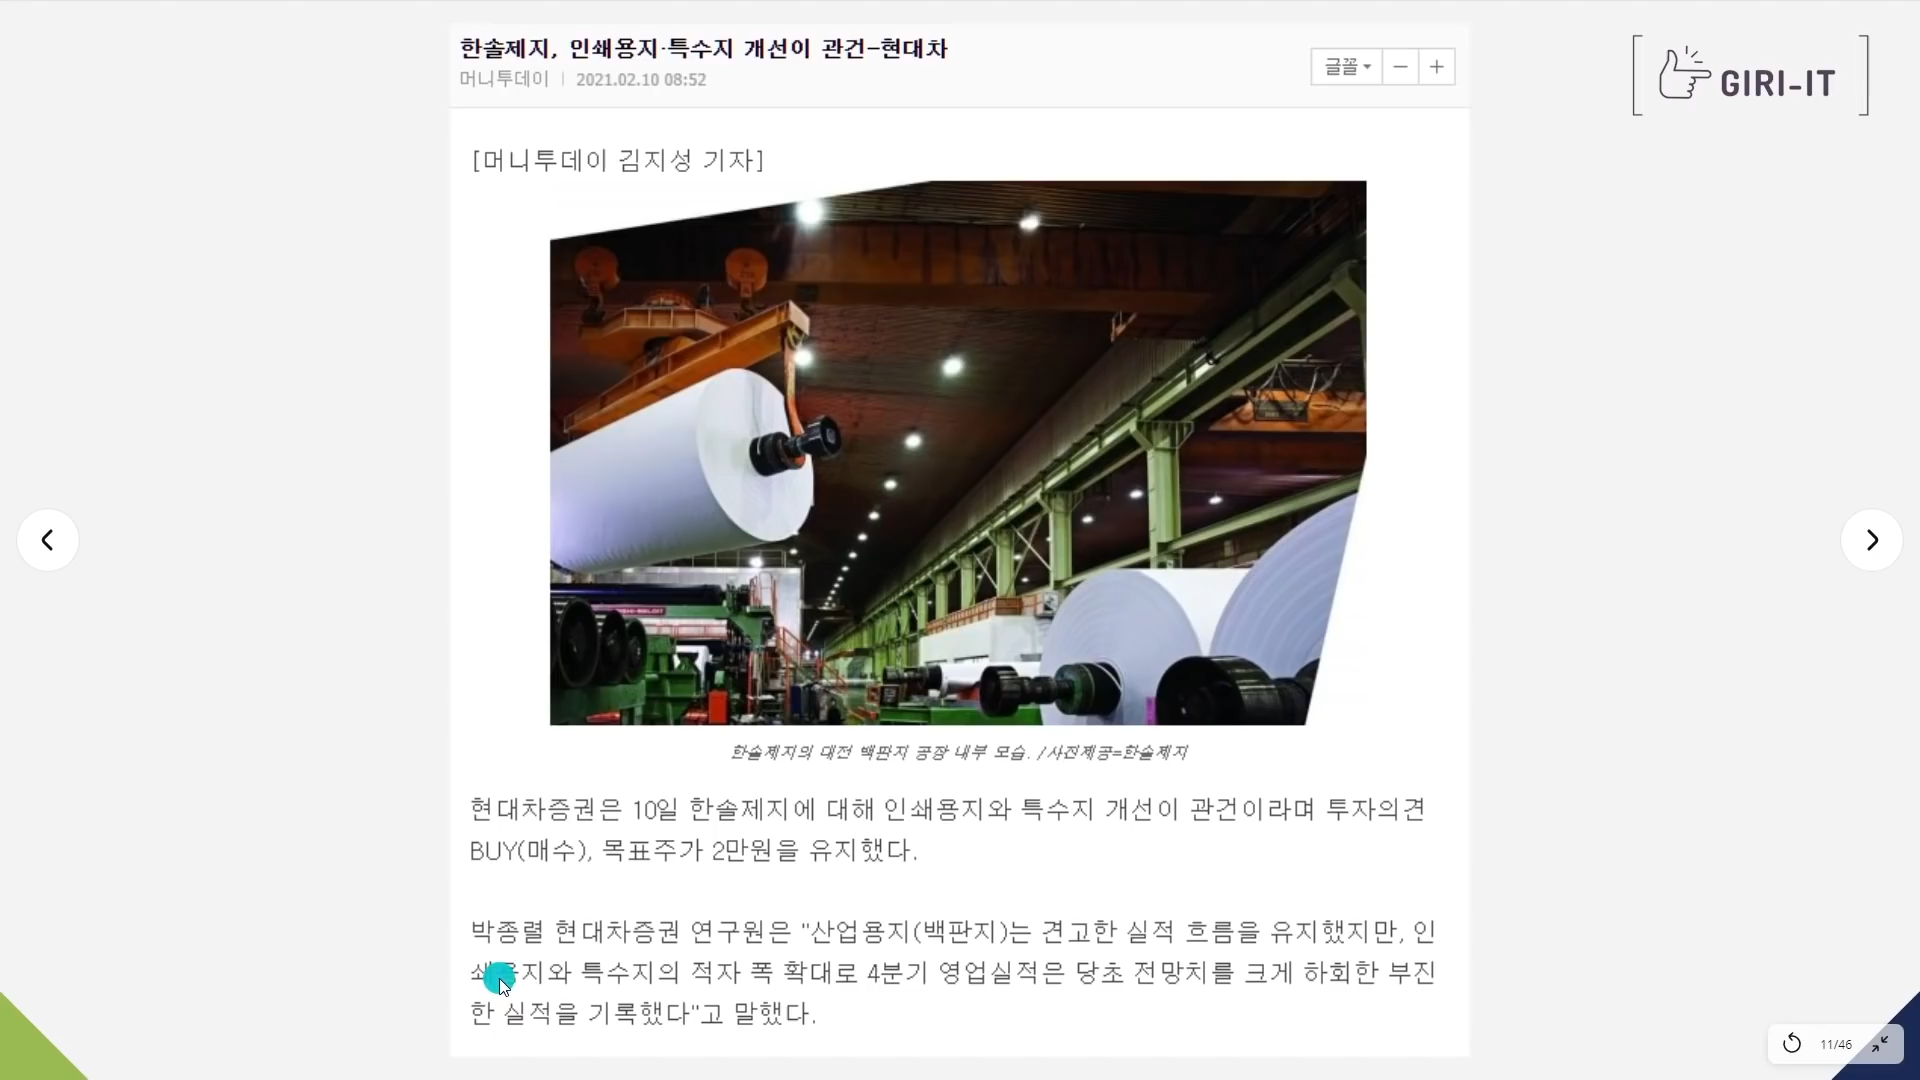 한솔제지, 인쇄용지·특수지 개선이 관건-현대차
머니투데이 | 2021.02.10 08:52
글꼴
GIRI-IT
[머니투데이 김지성 기자]
한솔제지의 대전 백판지 공장 내부 모습. /사진제공=한솔제지
현대차증권은 10일 한솔제지에 대해 인쇄용지와 특수지 개선이 관건이라며 투자의견
BUY(매수), 목표주가 2만원을 유지했다.
박종렬 현대차증권 연구원은 "산업용지(백판지)는 견고한 실적 흐름을 유지했지만, 인
쇄용지와 특수지의 적자 폭 확대로 4분기 영업실적은 당초 전망치를 크게 하회한 부진
한 실적을 기록했다"고 말했다.
11/46